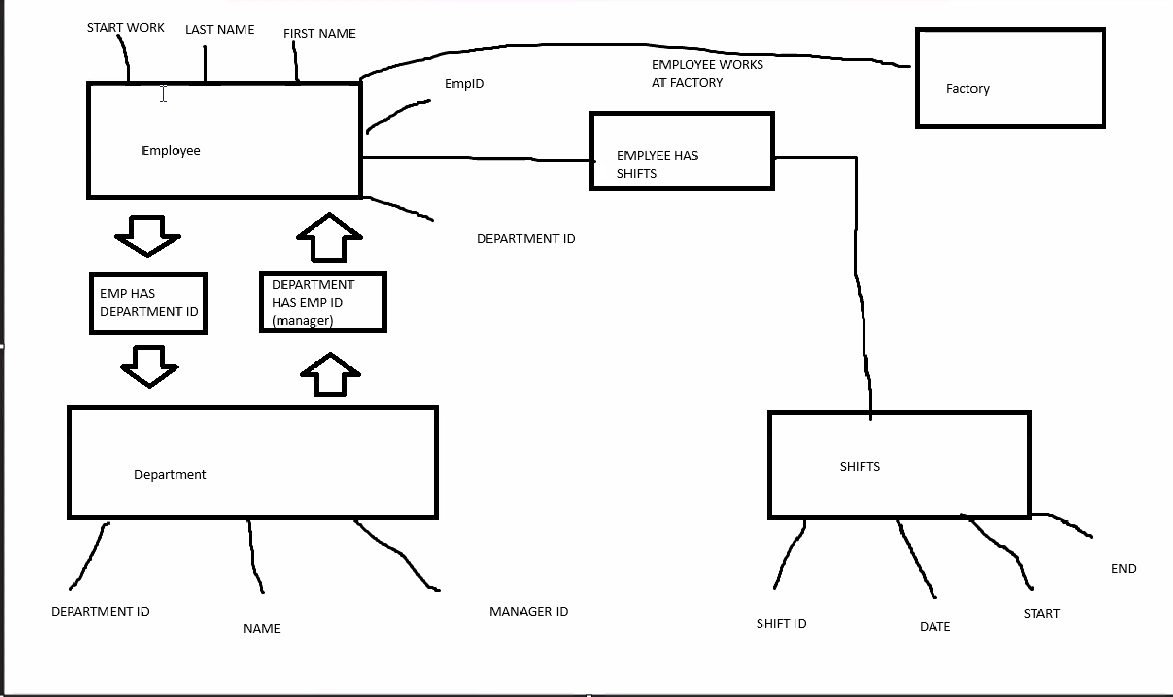 START WORK
LAST NAME
FIRST NAME
EmpID
EMPLOYEE WORKS
AT FACTORY
Factory
Employee
EMPLYEE HAS
SHIFTS
DEPARTMENT ID
EMP HAS
DEPARTMENT ID
DEPARTMENT
HAS EMP ID
(manager)
Department
SHIFTS
DEPARTMENT ID
NAME
MANAGER ID
SHIFT ID
DATE
START
END